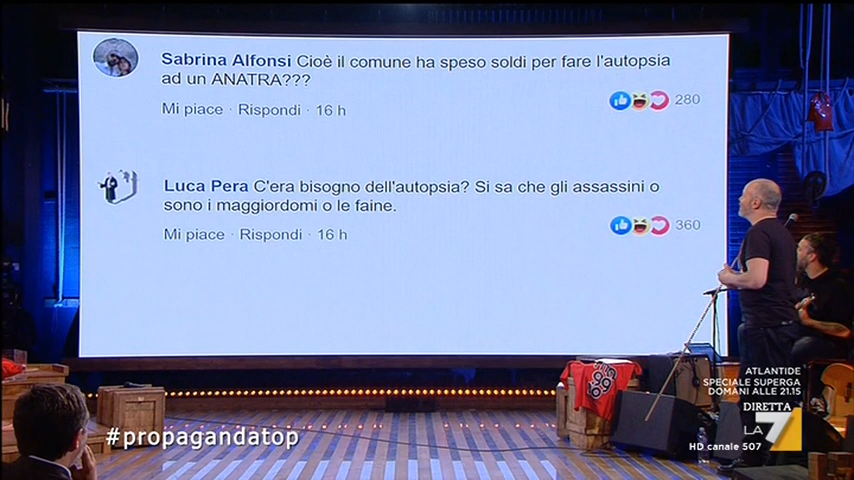 Sabrina Alfonsi Cioè il comune ha speso soldi per fare l'autopsia
ad un ANATRA???
Mi piace · Rispondi · 16 h
280
Luca Pera C'era bisogno dell'autopsia? Si sa che gli assassini o
sono i maggiordomi o le faine.
Mi piace · Rispondi · 16 h
360
ATLANTIDE
SPECIALE SUPERGA
DOMANI ALLE 21.15
DIRETTA
LA7
HD canale 507
#propagandatop